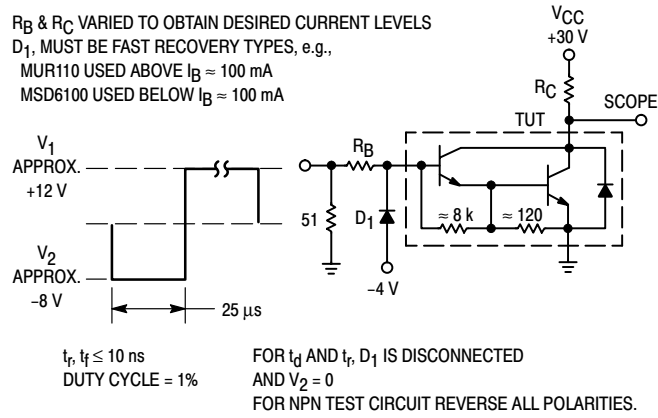 RB & RC VARIED TO OBTAIN DESIRED CURRENT LEVELS
D1, MUST BE FAST RECOVERY TYPES, e.g.,
MUR110 USED ABOVE IB ≈ 100 mA
MSD6100 USED BELOW IB ≈ 100 mA
VCC
+30 V
RC
SCOPE
TUT
V1
APPROX.
+12 V
RB
51
D1
≈ 8 k
≈ 120
V2
APPROX.
–8 V
–4 V
25 μs
tr, tf ≤ 10 ns
DUTY CYCLE = 1%
FOR td AND tr, D1 IS DISCONNECTED
AND V2 = 0
FOR NPN TEST CIRCUIT REVERSE ALL POLARITIES.